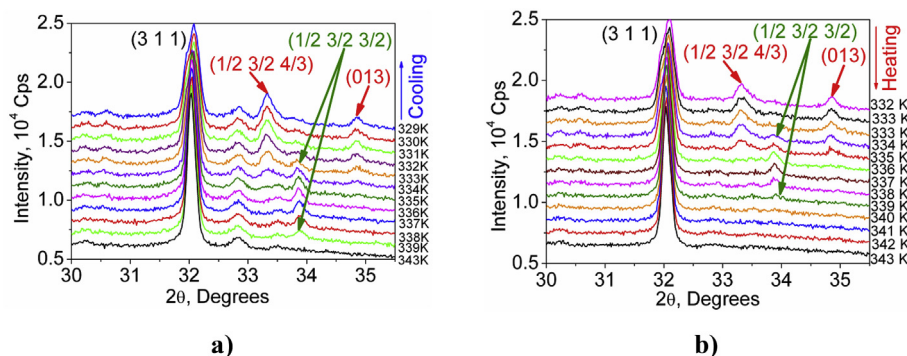 2.5
2.0
1.5
1.0
0.5
Intensity, 10⁴ Cps
(3 1 1)
(1/2 3/2 3/2)
(1/2 3/2 4/3)
(013)
Cooling
329K
330K
331K
332K
333K
334K
335K
336K
337K
338K
339K
343K
30 31 32 33 34 35
2θ, Degrees
a)
2.5
2.0
1.5
1.0
0.5
Intensity, 10⁴ Cps
(3 1 1)
(1/2 3/2 3/2)
(1/2 3/2 4/3)
(013)
Heating
332 K
333 K
333 K
334 K
335 K
336 K
337 K
338 K
339 K
340 K
341 K
342 K
343 K
30 31 32 33 34 35
2θ, Degrees
b)